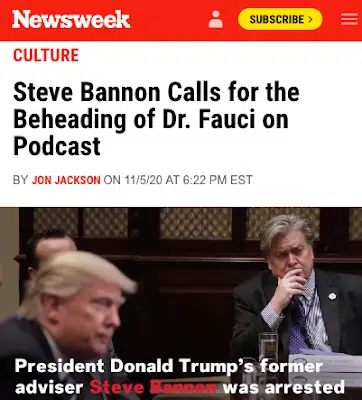 Newsweek
SUBSCRIBE >
CULTURE
Steve Bannon Calls for the
Beheading of Dr. Fauci on
Podcast
BY JON JACKSON ON 11/5/20 AT 6:22 PM EST
President Donald Trump's former
adviser Steve Bannon was arrested